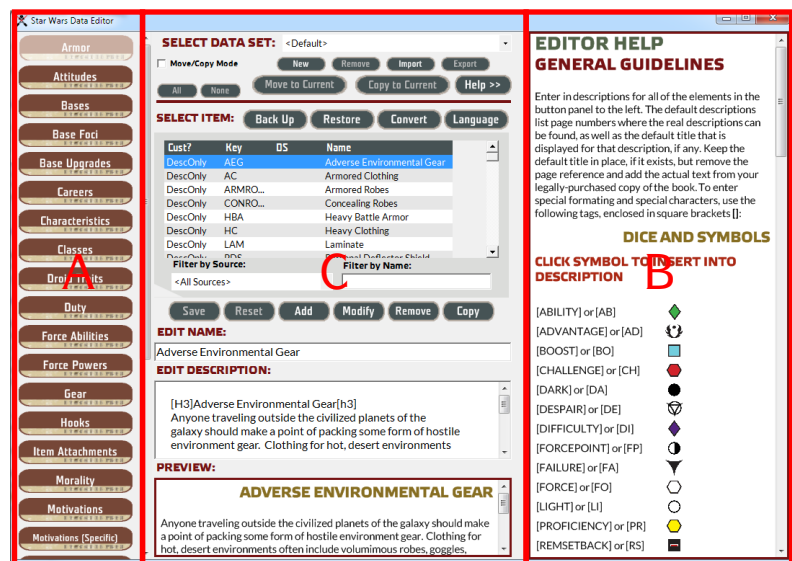 Star Wars Data Editor
Armor
Attitudes
Bases
Base Foci
Base Upgrades
Careers
Characteristics
Classes
A
Droid Traits
Duty
Force Abilities
Force Powers
Gear
Hooks
Item Attachments
Morality
Motivations
Motivations (Specific)
SELECT DATA SET: <Default>
Move/Copy Mode New Remove Import Export
All None Move to Current Copy to Current Help >>
SELECT ITEM: Back Up Restore Convert Language
Cust? Key OS Name
DescOnly AEG Adverse Environmental Gear
DescOnly AC Armored Clothing
DescOnly ARMRO... Armored Robes
DescOnly CONRO... Concealing Robes
DescOnly HBA Heavy Battle Armor
DescOnly HC Heavy Clothing
DescOnly LAM Laminate
DescOnly PDS Personal Deflector Shield
Filter by Source: C Filter by Name:
<All Sources>
Save Reset Add Modify Remove Copy
EDIT NAME:
Adverse Environmental Gear
EDIT DESCRIPTION:
[H3]Adverse Environmental Gear[h3]
Anyone traveling outside the civilized planets of the
galaxy should make a point of packing some form of hostile
environment gear. Clothing for hot, desert environments
PREVIEW:
ADVERSE ENVIRONMENTAL GEAR
Anyone traveling outside the civilized planets of the galaxy should make
a point of packing some form of hostile environment gear. Clothing for
hot, desert environments often include volumimous robes, goggles,
EDITOR HELP
GENERAL GUIDELINES
Enter in descriptions for all of the elements in the
button panel to the left. The default descriptions
list page numbers where the real descriptions can
be found, as well as the default title that is
displayed for that description, if any. Keep the
default title in place, if it exists, but remove the
page reference and add the actual text from your
legally-purchased copy of the book. To enter
special formating and special characters, use the
following tags, enclosed in square brackets []:
DICE AND SYMBOLS
CLICK SYMBOL TO INSERT INTO
DESCRIPTION
B
[ABILITY] or [AB]
[ADVANTAGE] or [AD]
[BOOST] or [BO]
[CHALLENGE] or [CH]
[DARK] or [DA]
[DESPAIR] or [DE]
[DIFFICULTY] or [DI]
[FORCEPOINT] or [FP]
[FAILURE] or [FA]
[FORCE] or [FO]
[LIGHT] or [LI]
[PROFICIENCY] or [PR]
[REMSETBACK] or [RS]